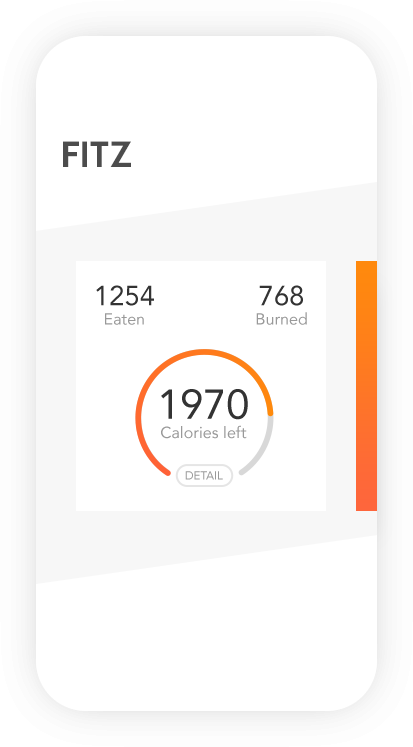 FITZ
1254 768
Eaten Burned
1970
Calories left
DETAIL